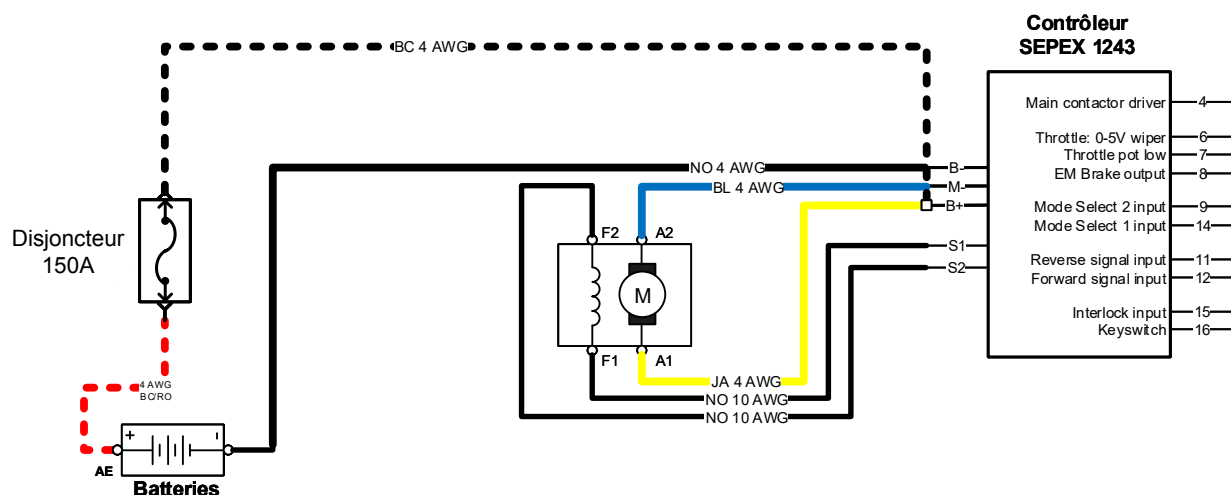 Contrôleur
SEPEX 1243
BC 4 AWG
Main contactor driver 4
Throttle: 0-5V wiper 6
Throttle pot low 7
EM Brake output 8
Mode Select 2 input 9
Mode Select 1 input 14
Reverse signal input 11
Forward signal input 12
Interlock input 15
Keyswitch 16
NO 4 AWG
B-
BL 4 AWG
M-
B+
S1
S2
Disjoncteur
150A
F2
A2
M
F1
A1
JA 4 AWG
NO 10 AWG
NO 10 AWG
4 AWG
BC/RO
+ -
AE
Batteries